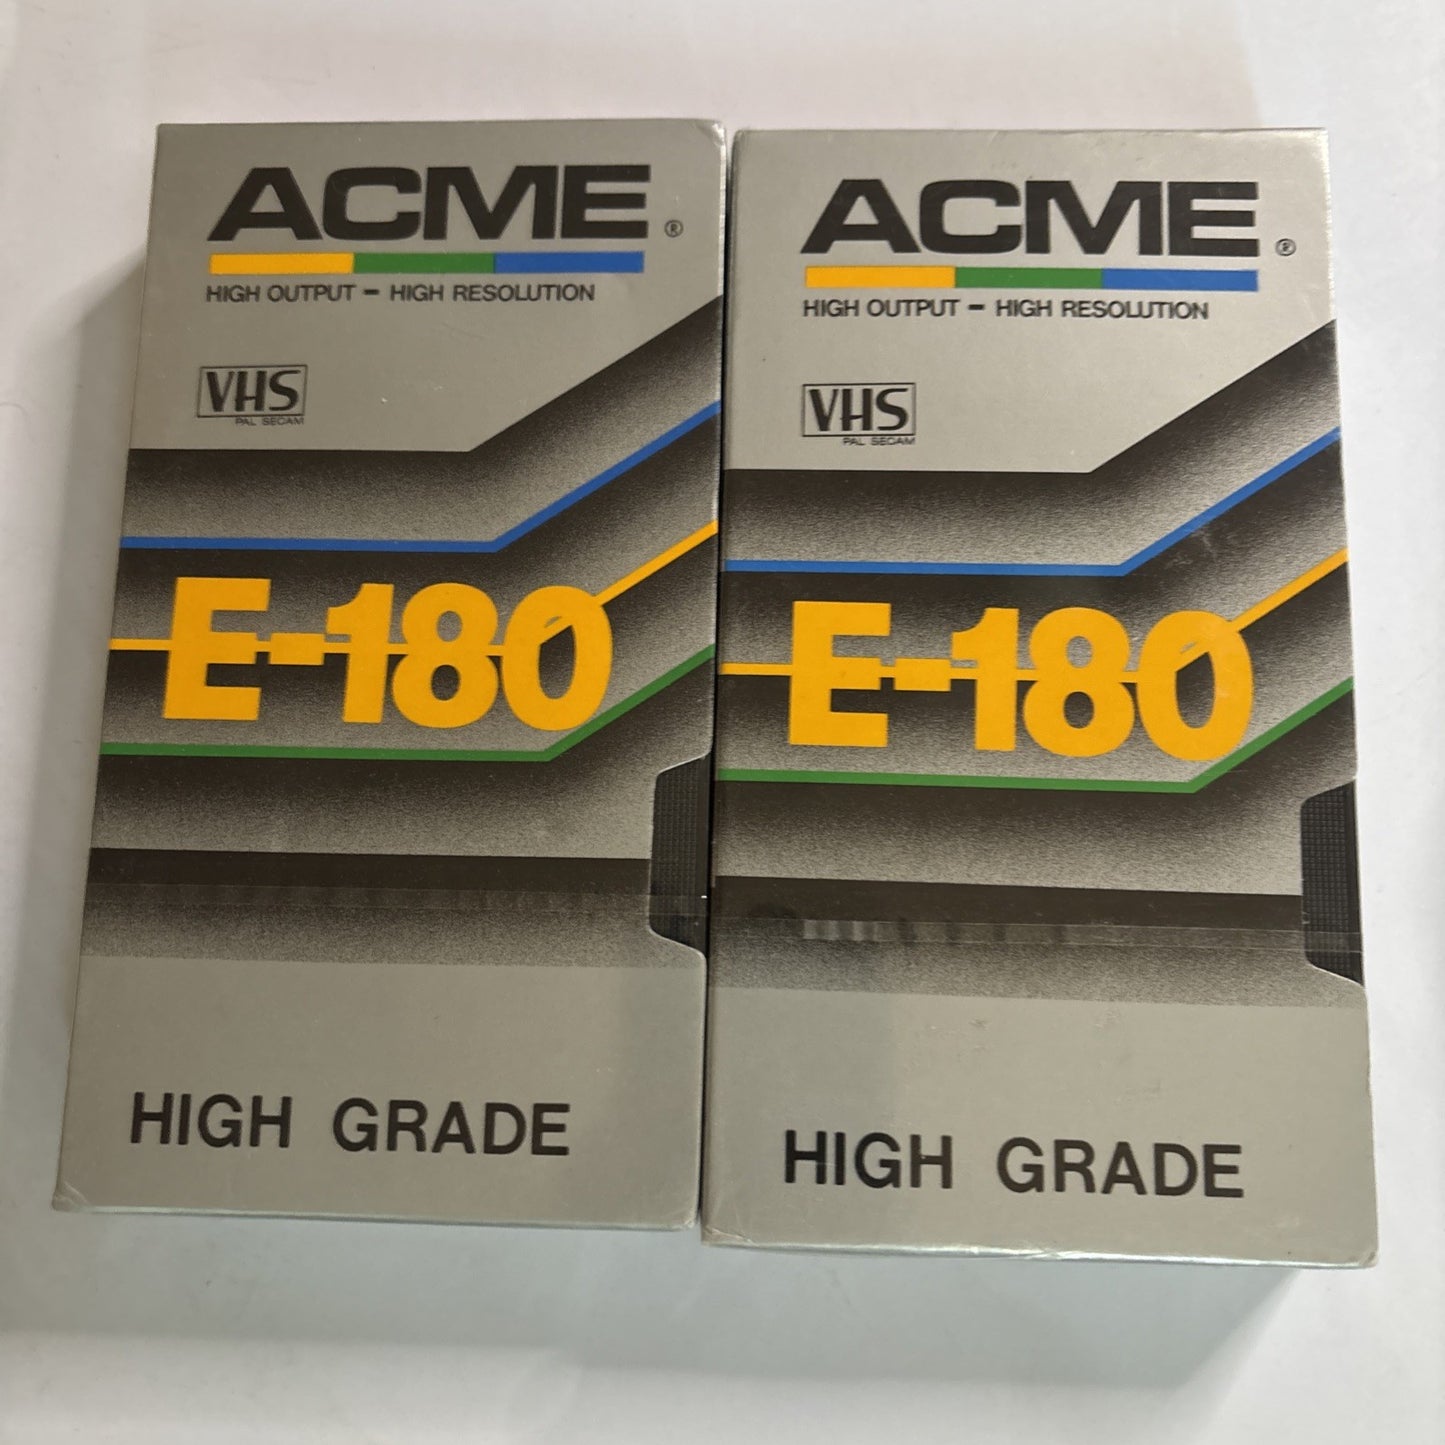 ACME ®
HIGH OUTPUT - HIGH RESOLUTION
VHS
PAL SECAM
E-180
HIGH GRADE
ACME ®
HIGH OUTPUT - HIGH RESOLUTION
VHS
PAL SECAM
E-180
HIGH GRADE